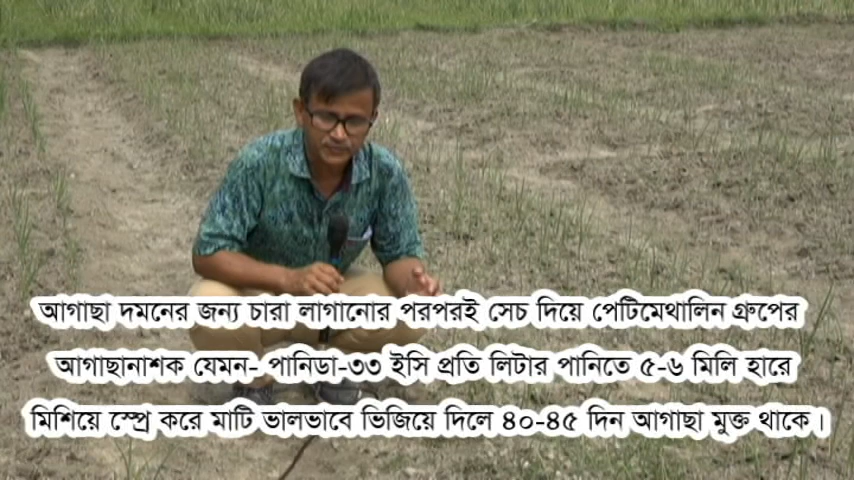 আগাছা দমনের জন্য চারা লাগানোর পরপরই সেচ দিয়ে পেটিমেথালিন গ্রুপের
আগাছানাশক যেমন- পানিডা-৩৩ ইসি প্রতি লিটার পানিতে ৫-৬ মিলি হারে
মিশিয়ে স্প্রে করে মাটি ভালভাবে ভিজিয়ে দিলে ৪০-৪৫ দিন আগাছা মুক্ত থাকে।